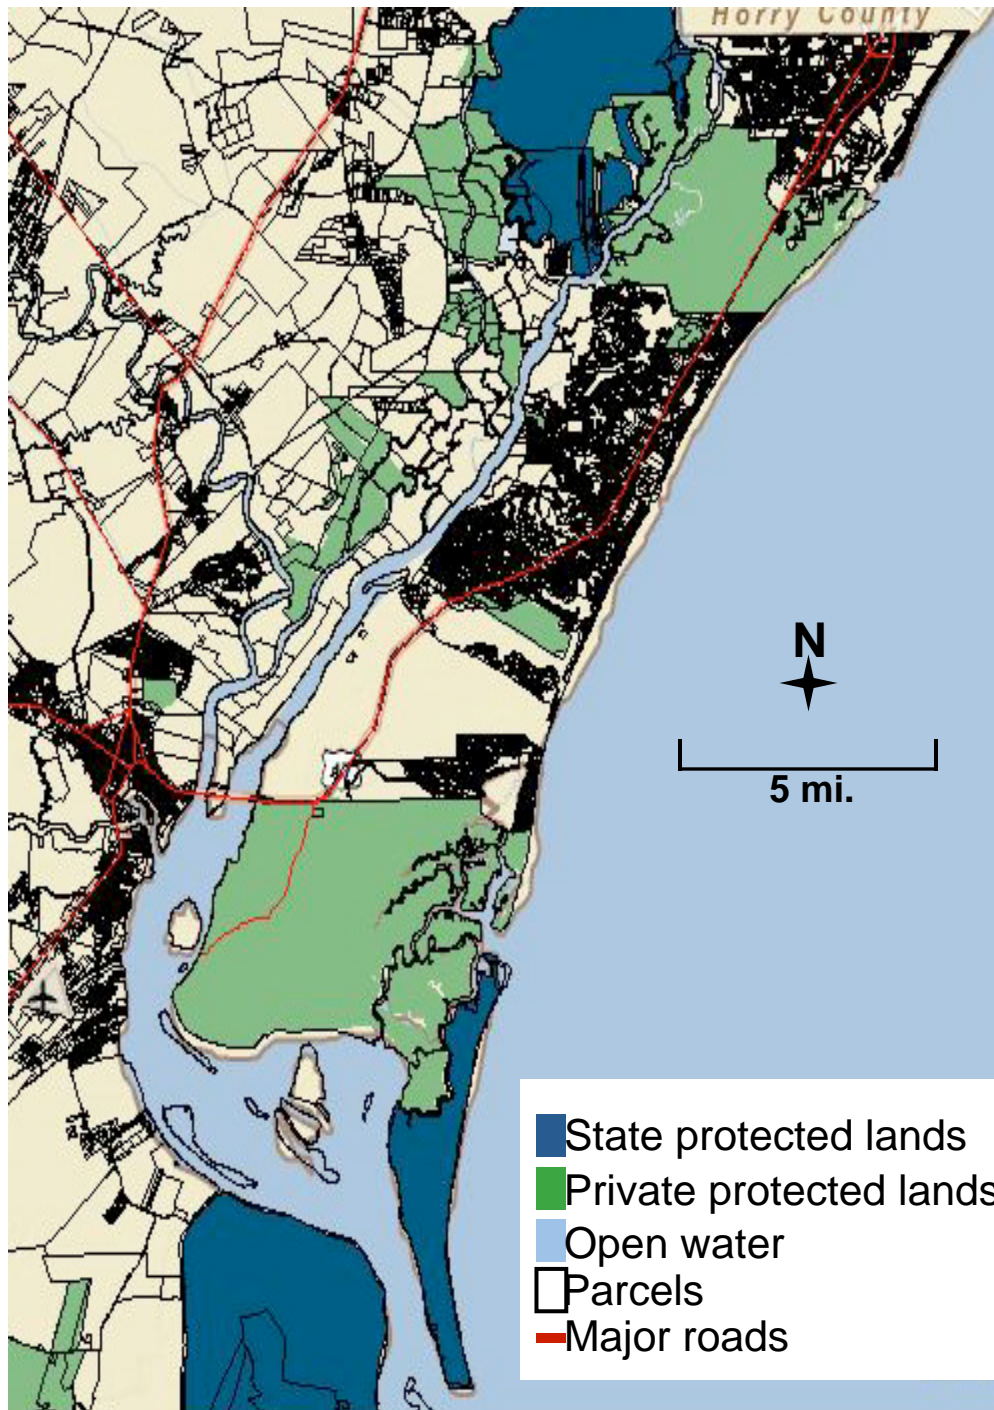 Horry County
N
5 mi.
State protected lands
Private protected lands
Open water
Parcels
Major roads